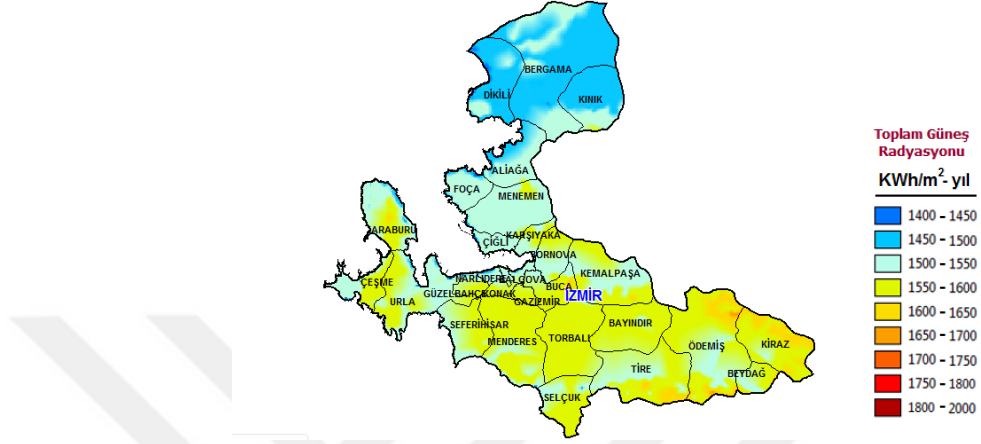 BERGAMA
DİKİLİ
KINIK
ALİAĞA
FOÇA
MENEMEN
ARABURU
ÇİĞLİ
KARŞIYAKA
BORNOVA
KEMALPAŞA
ÇEŞME
URLA
GÜZELBAHÇE
NARLIDERE
BALÇOVA
KONAK
BUCA
İZMİR
GAZİEMİR
SEFERİHİSAR
MENDERES
TORBALI
BAYINDIR
ÖDEMİŞ
KİRAZ
TİRE
BEYDAĞ
SELÇUK
Toplam Güneş
Radyasyonu
KWh/m²- yıl
1400 - 1450
1450 - 1500
1500 - 1550
1550 - 1600
1600 - 1650
1650 - 1700
1700 - 1750
1750 - 1800
1800 - 2000